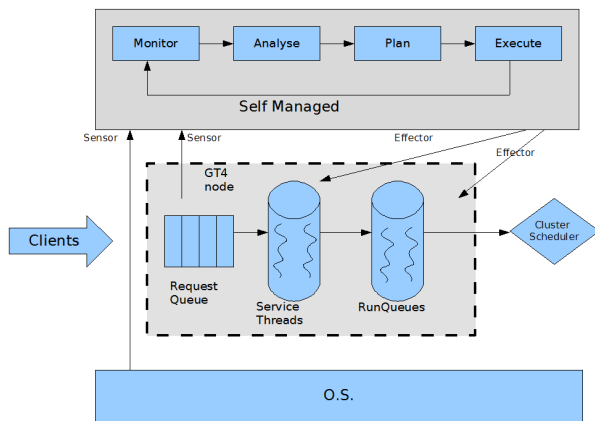 Monitor
Analyse
Plan
Execute
Self Managed
Sensor
Sensor
Effector
Effector
GT4
node
Clients
Cluster
Scheduler
Request
Queue
Service
Threads
RunQueues
O.S.